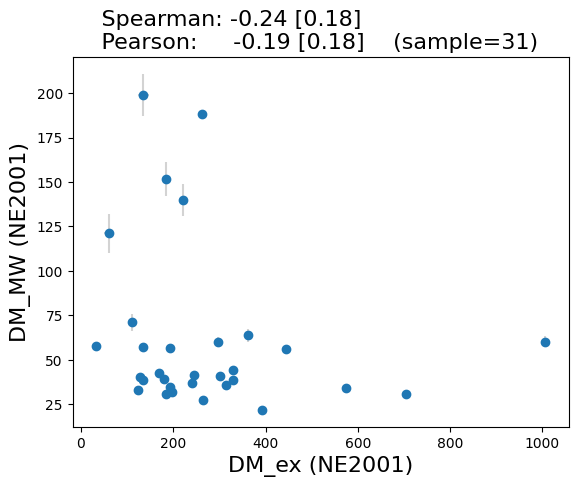 Spearman: -0.24 [0.18]
Pearson: -0.19 [0.18] (sample=31)
200
175
150
125
100
75
50
25
DM_MW (NE2001)
0 200 400 600 800 1000
DM_ex (NE2001)